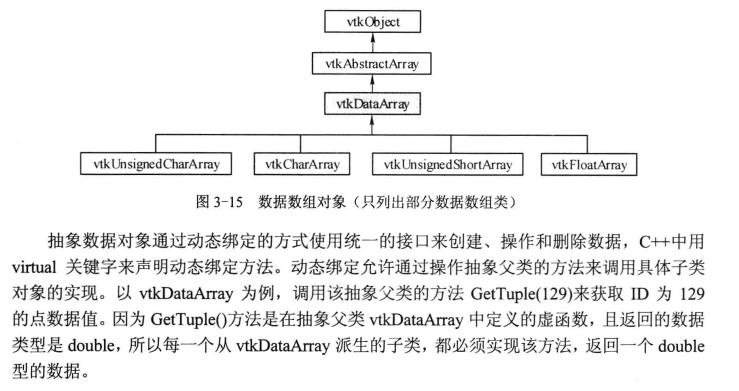 vtkObject
vtkAbstractArray
vtkDataArray
vtkUnsignedCharArray vtkCharArray vtkUnsignedShortArray vtkFloatArray
图 3-15 数据数组对象（只列出部分数据数组类）
抽象数据对象通过动态绑定的方式使用统一的接口来创建、操作和删除数据，C++中用
virtual 关键字来声明动态绑定方法。动态绑定允许通过操作抽象父类的方法来调用具体子类
对象的实现。以 vtkDataArray 为例，调用该抽象父类的方法 GetTuple(129)来获取 ID 为 129
的点数据值。因为 GetTuple()方法是在抽象父类 vtkDataArray 中定义的虚函数，且返回的数据
类型是 double，所以每一个从 vtkDataArray 派生的子类，都必须实现该方法，返回一个 double
型的数据。